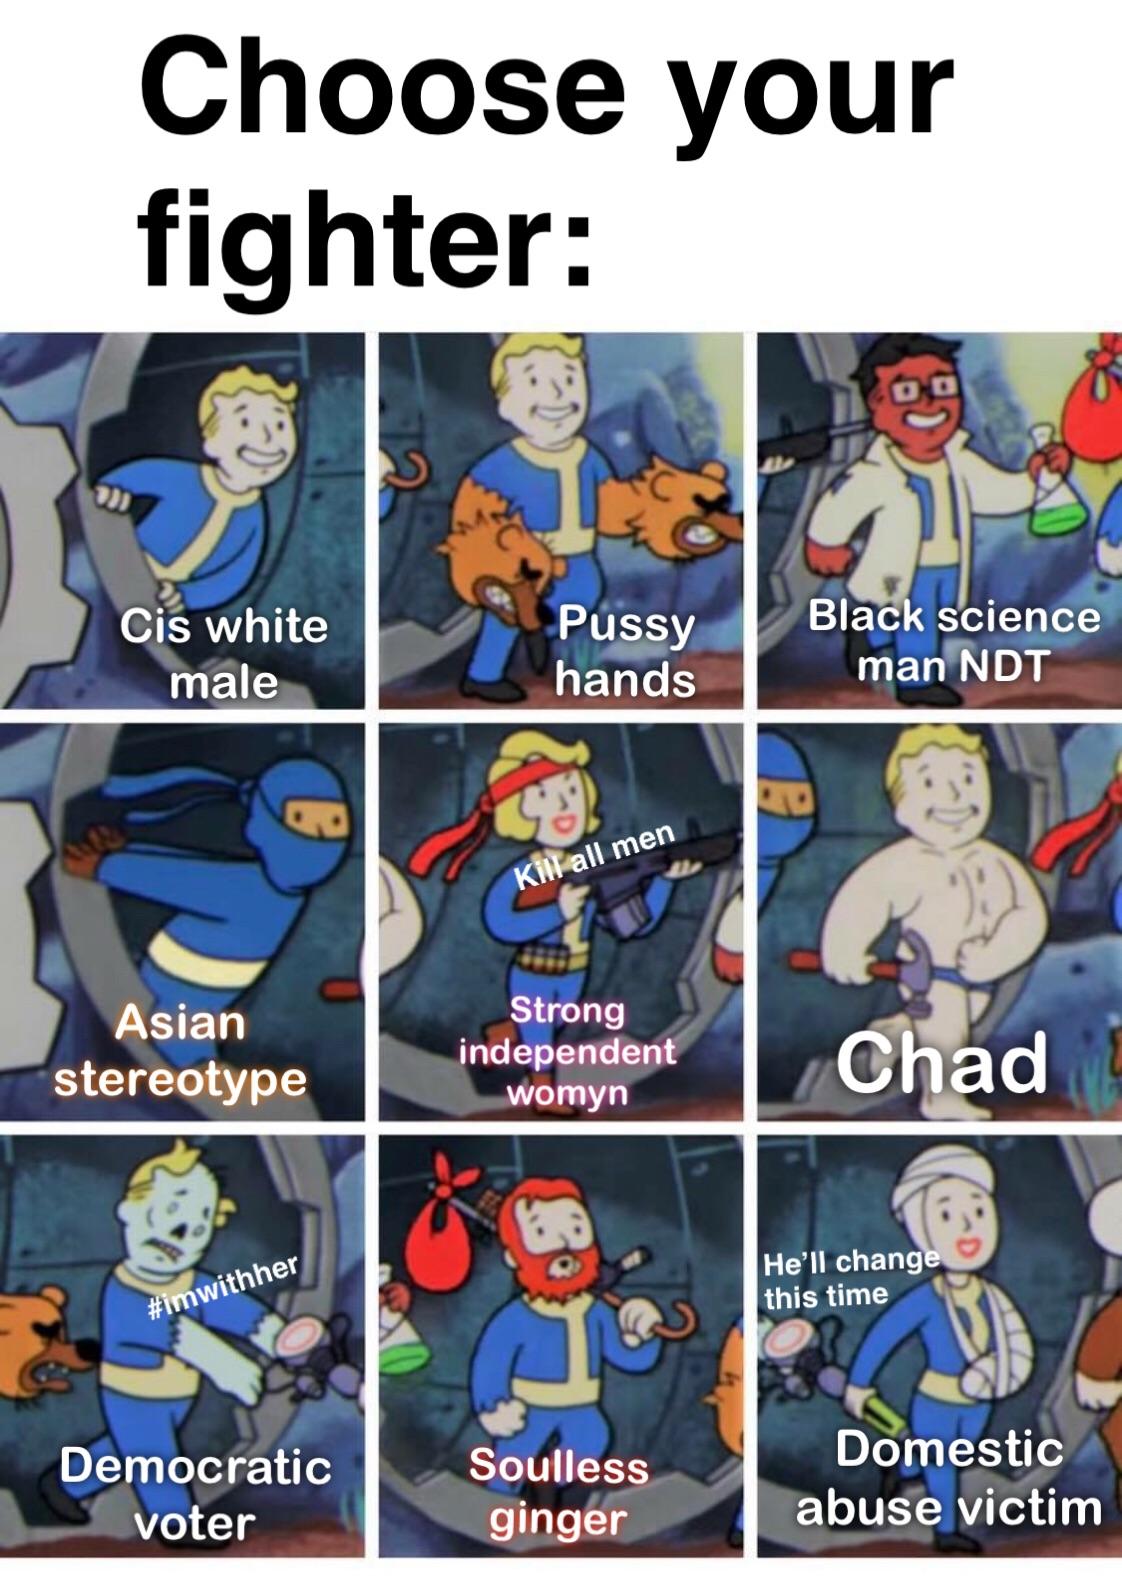 Choose your
fighter:
Cis white
male
Pussy
hands
Black science
man NDT
Asian
stereotype
Kill all men
Strong
independent
womyn
Chad
#imwithher
Democratic
voter
Soulless
ginger
He'll change
this time
Domestic
abuse victim